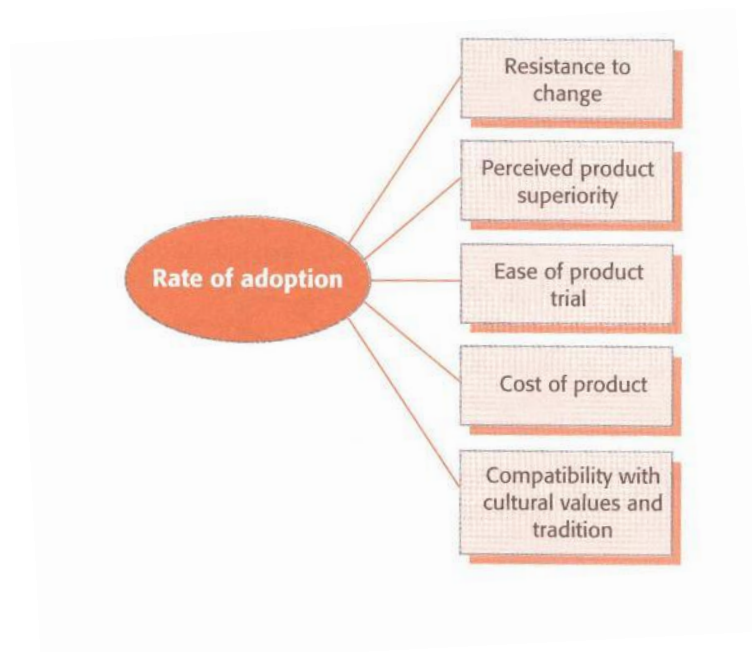 Resistance to
change
Perceived product
superiority
Rate of adoption
Ease of product
trial
Cost of product
Compatibility with
cultural values and
tradition